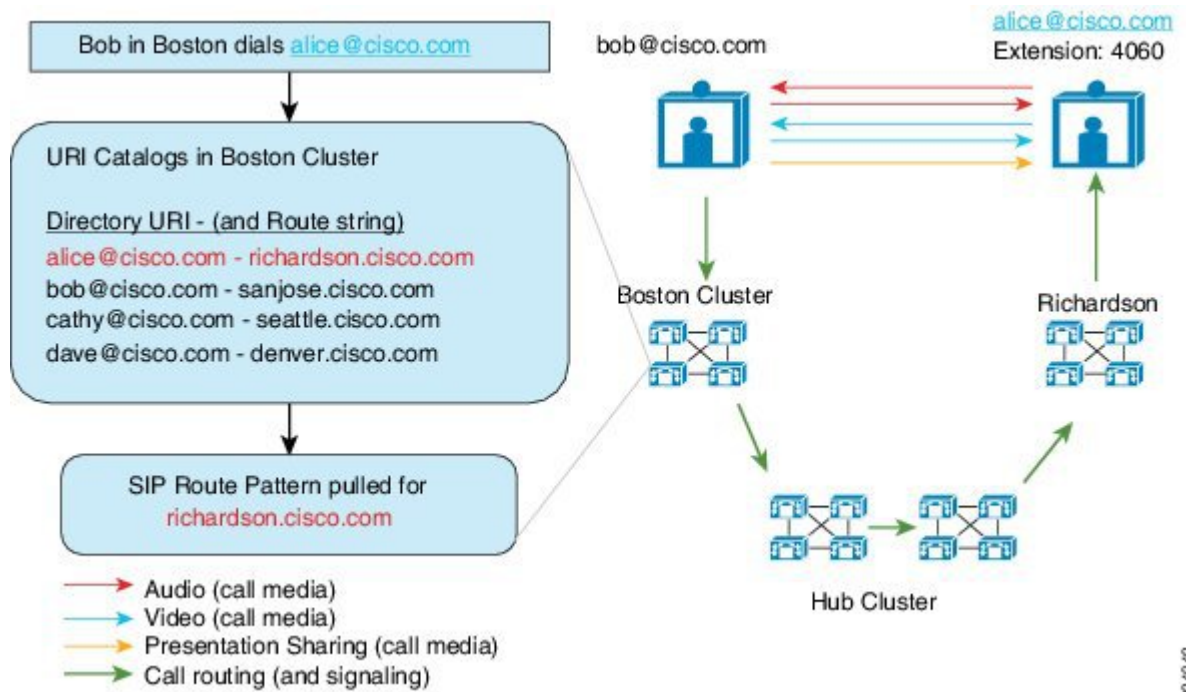 Bob in Boston dials alice@cisco.com
URI Catalogs in Boston Cluster
Directory URI - (and Route string)
alice@cisco.com - richardson.cisco.com
bob@cisco.com - sanjose.cisco.com
cathy@cisco.com - seattle.cisco.com
dave@cisco.com - denver.cisco.com
SIP Route Pattern pulled for
richardson.cisco.com
Audio (call media)
Video (call media)
Presentation Sharing (call media)
Call routing (and signaling)
bob@cisco.com
alice@cisco.com
Extension: 4060
Boston Cluster
Richardson
Hub Cluster